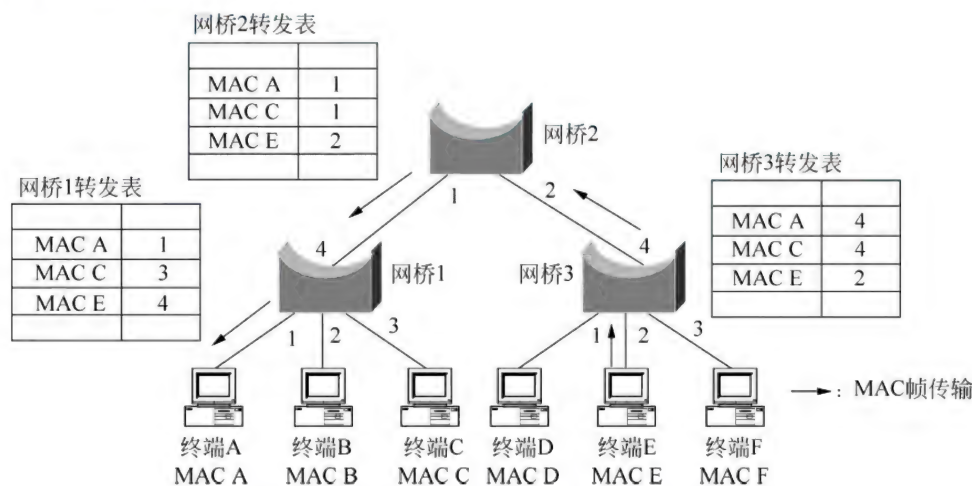 网桥2转发表
MAC A 1
MAC C 1
MAC E 2
网桥2
网桥1转发表
MAC A 1
MAC C 3
MAC E 4
网桥3转发表
MAC A 4
MAC C 4
MAC E 2
1 2
4 4
网桥1 网桥3
1 2 3 1 2 3
→: MAC帧传输
终端A 终端B 终端C 终端D 终端E 终端F
MAC A MAC B MAC C MAC D MAC E MAC F